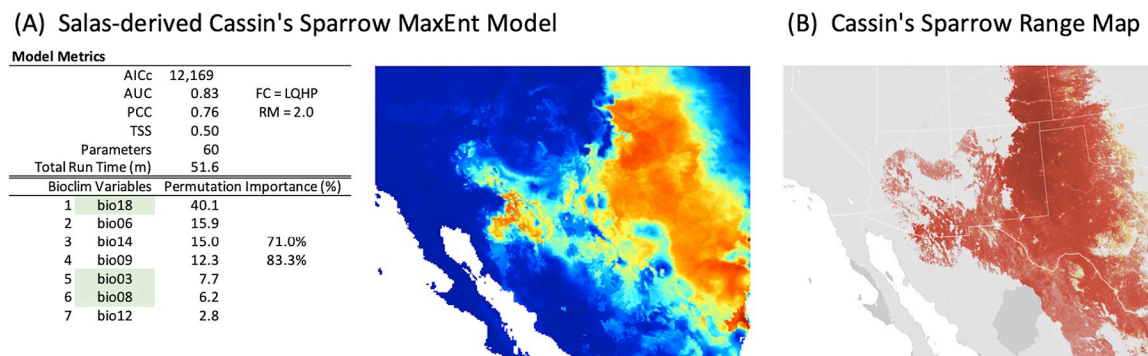 (A) Salas-derived Cassin's Sparrow MaxEnt Model
(B) Cassin's Sparrow Range Map
Model Metrics
AICc 12,169
AUC 0.83 FC = LQHP
PCC 0.76 RM = 2.0
TSS 0.50
Parameters 60
Total Run Time (m) 51.6
Bioclim Variables Permutation Importance (%)
1 bio18 40.1
2 bio06 15.9
3 bio14 15.0 71.0%
4 bio09 12.3 83.3%
5 bio03 7.7
6 bio08 6.2
7 bio12 2.8